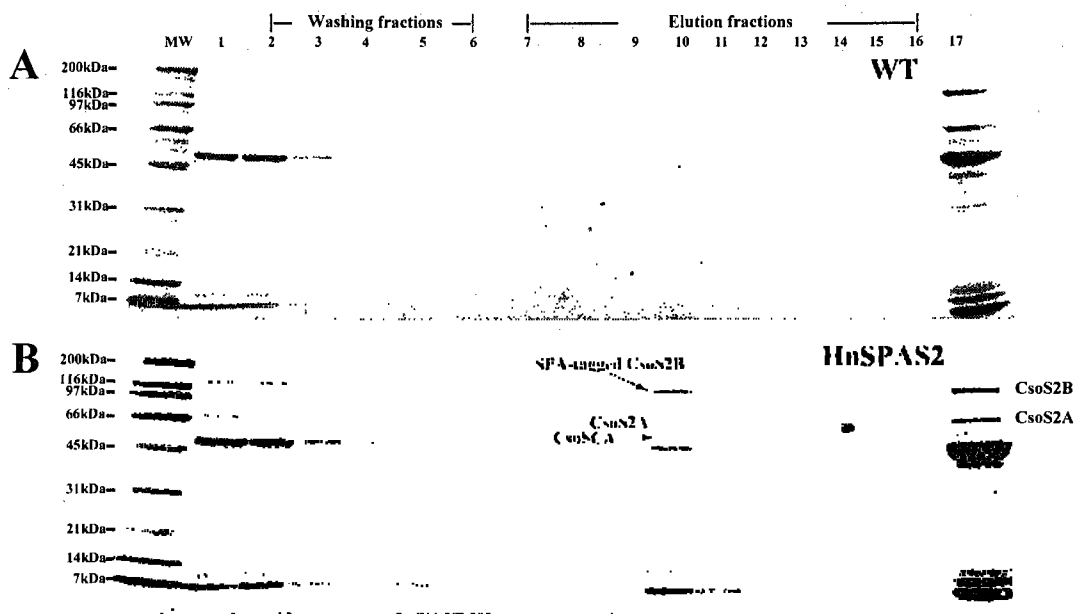 Washing fractions Elution fractions
MW 1 2 3 4 5 6 7 8 9 10 11 12 13 14 15 16 17
A WT
200kDa
116kDa
97kDa
66kDa
45kDa
31kDa
21kDa
14kDa
7kDa
B HnSPAS2
200kDa
116kDa
97kDa
66kDa
45kDa
31kDa
21kDa
14kDa
7kDa
SPA-tagged CsoS2B
CsoS2A
CsoSCA
CsoS2B
CsoS2A